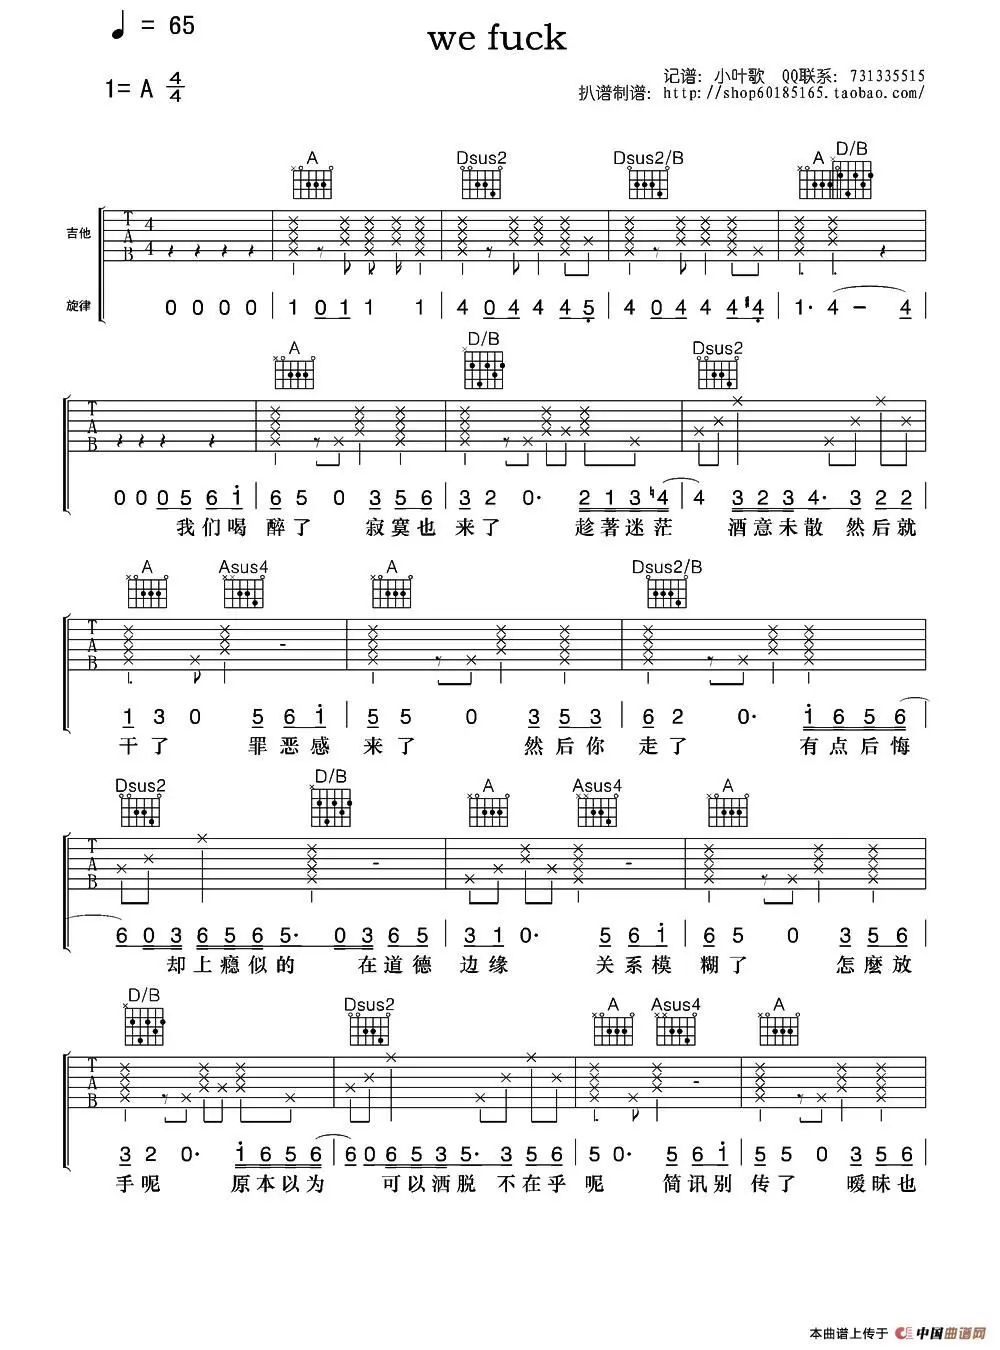 ♩ = 65
we fuck
1= A 4/4
记谱：小叶歌 QQ联系：731335515
扒谱制谱：http://shop60185165.taobao.com/
A Dsus2 Dsus2/B A D/B
吉他 T A B 4 4
旋律 0 0 0 0 | 1 0 1 1 1 | 4 0 4 4 4 5 | 4 0 4 4 4 #4 | 1· 4 – 4 |
A D/B Dsus2
T A B
0 0 0 5 6 i | 6 5 0 3 5 6 | 3 2 0· 2 1 3 ♮4 | 4 3 2 3 4· 3 2 2 |
我们喝 醉了 寂寞也 来了 趁著迷茫 酒意未散 然后就
A Asus4 A Dsus2/B
T A B
1 3 0 5 6 i | 5 5 0 3 5 3 | 6 2 0· i 6 5 6 |
干了 罪恶感 来了 然后你 走了 有点后悔
Dsus2 D/B A Asus4 A
T A B
6 0 3 6 5 6 5· 0 3 6 5 | 3 1 0· 5 6 i | 6 5 0 3 5 6 |
却上瘾似的 在道德 边缘 关系模 糊了 怎麼放
D/B Dsus2 A Asus4 A
T A B
3 2 0· i 6 5 6 | 6 0 6 5 3 5· 5 5 6 | 5 0· 5 6 i | 5 5 0 3 5 6 |
手呢 原本以为 可以洒脱 不在乎 呢 简讯别 传了 暧昧也
本曲谱上传于 中国曲谱网